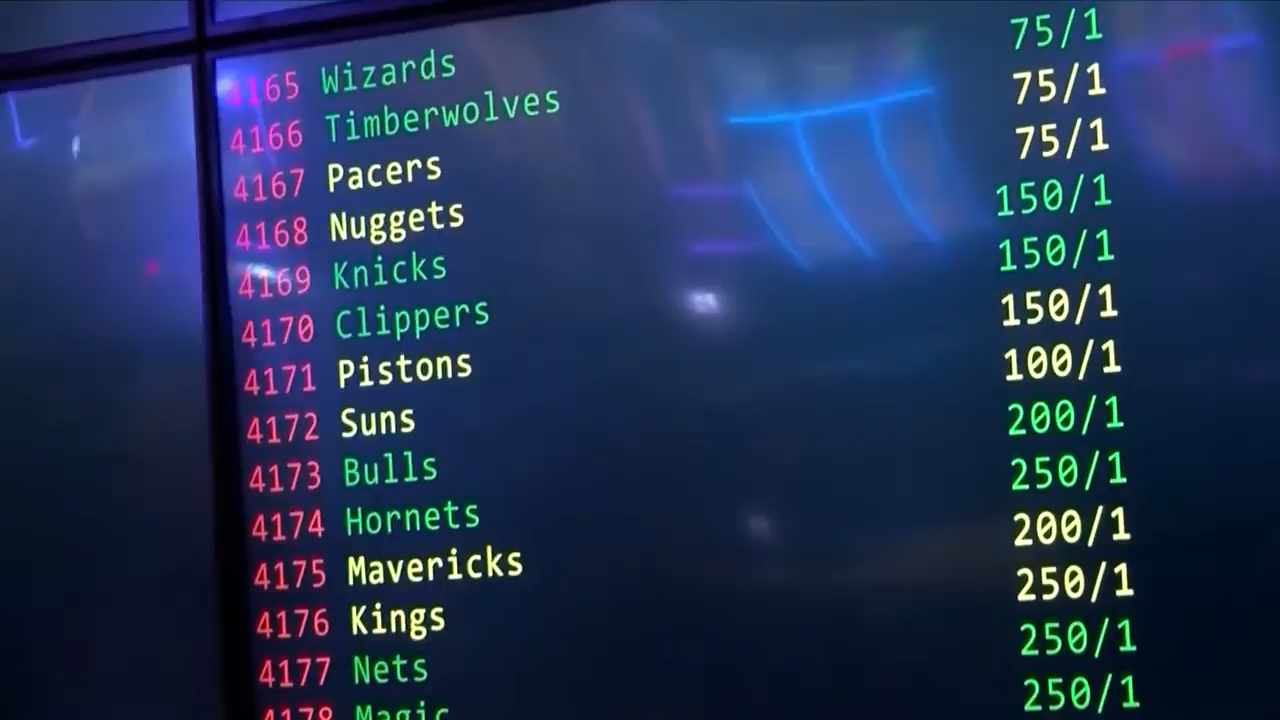 4165 Wizards
4166 Timberwolves 75/1
4167 Pacers 75/1
4168 Nuggets 75/1
4169 Knicks 150/1
4170 Clippers 150/1
4171 Pistons 150/1
4172 Suns 100/1
4173 Bulls 200/1
4174 Hornets 250/1
4175 Mavericks 200/1
4176 Kings 250/1
4177 Nets 250/1
4178 Magic 250/1